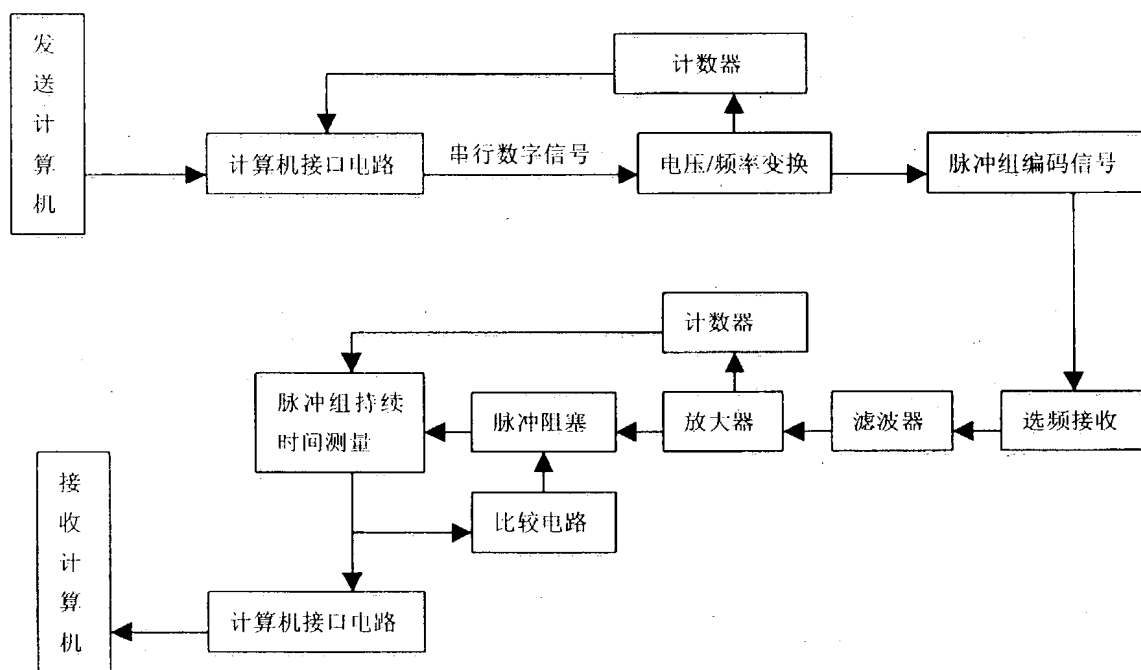 发送计算机
计数器
计算机接口电路
串行数字信号
电压/频率变换
脉冲组编码信号
计数器
脉冲组持续
时间测量
脉冲阻塞
放大器
滤波器
选频接收
比较电路
接收计算机
计算机接口电路